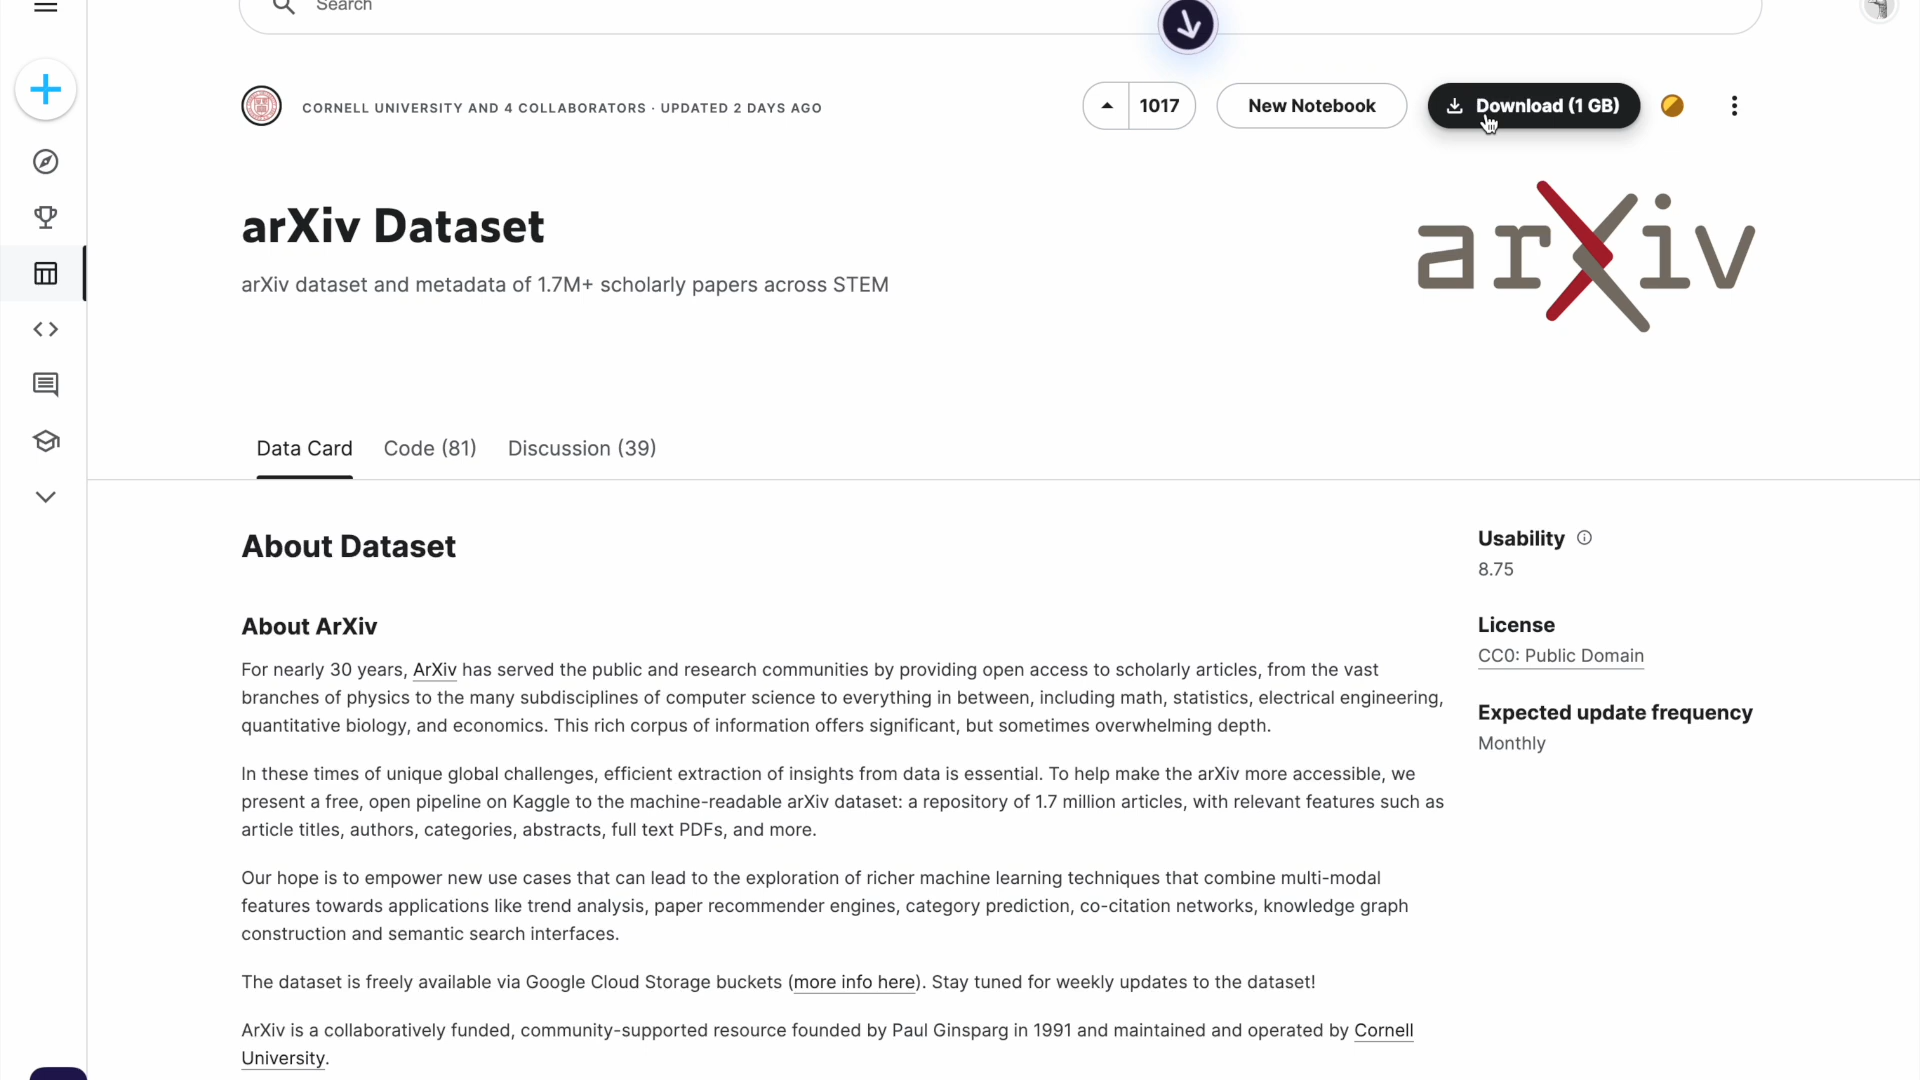 Search
CORNELL UNIVERSITY AND 4 COLLABORATORS · UPDATED 2 DAYS AGO
1017
New Notebook
Download (1 GB)
arXiv Dataset
arXiv dataset and metadata of 1.7M+ scholarly papers across STEM
arXiv
Data Card
Code (81)
Discussion (39)
About Dataset
About ArXiv
For nearly 30 years, ArXiv has served the public and research communities by providing open access to scholarly articles, from the vast
branches of physics to the many subdisciplines of computer science to everything in between, including math, statistics, electrical engineering,
quantitative biology, and economics. This rich corpus of information offers significant, but sometimes overwhelming depth.
In these times of unique global challenges, efficient extraction of insights from data is essential. To help make the arXiv more accessible, we
present a free, open pipeline on Kaggle to the machine-readable arXiv dataset: a repository of 1.7 million articles, with relevant features such as
article titles, authors, categories, abstracts, full text PDFs, and more.
Our hope is to empower new use cases that can lead to the exploration of richer machine learning techniques that combine multi-modal
features towards applications like trend analysis, paper recommender engines, category prediction, co-citation networks, knowledge graph
construction and semantic search interfaces.
The dataset is freely available via Google Cloud Storage buckets (more info here). Stay tuned for weekly updates to the dataset!
ArXiv is a collaboratively funded, community-supported resource founded by Paul Ginsparg in 1991 and maintained and operated by Cornell
University.
Usability
8.75
License
CC0: Public Domain
Expected update frequency
Monthly